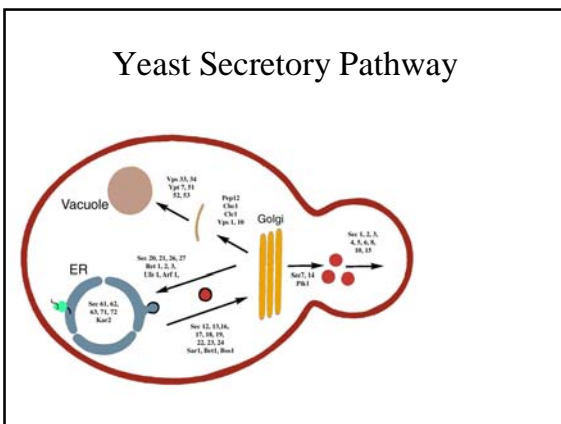 Yeast Secretory Pathway
Vacuole
Vps 33, 34
Ypt 7, 51
52, 53
Pep12
Chc1
Clc1
Vps 1, 10
Golgi
Sec 1, 2, 3,
4, 5, 6, 8,
10, 15
ER
Sec 20, 21, 26, 27
Ret 1, 2, 3,
Ufe 1, Arf 1,
Sec7, 14
Pik1
Sec 61, 62,
63, 71, 72
Kar2
Sec 12, 13,16,
17, 18, 19,
22, 23, 24
Sar1, Bet1, Bos1